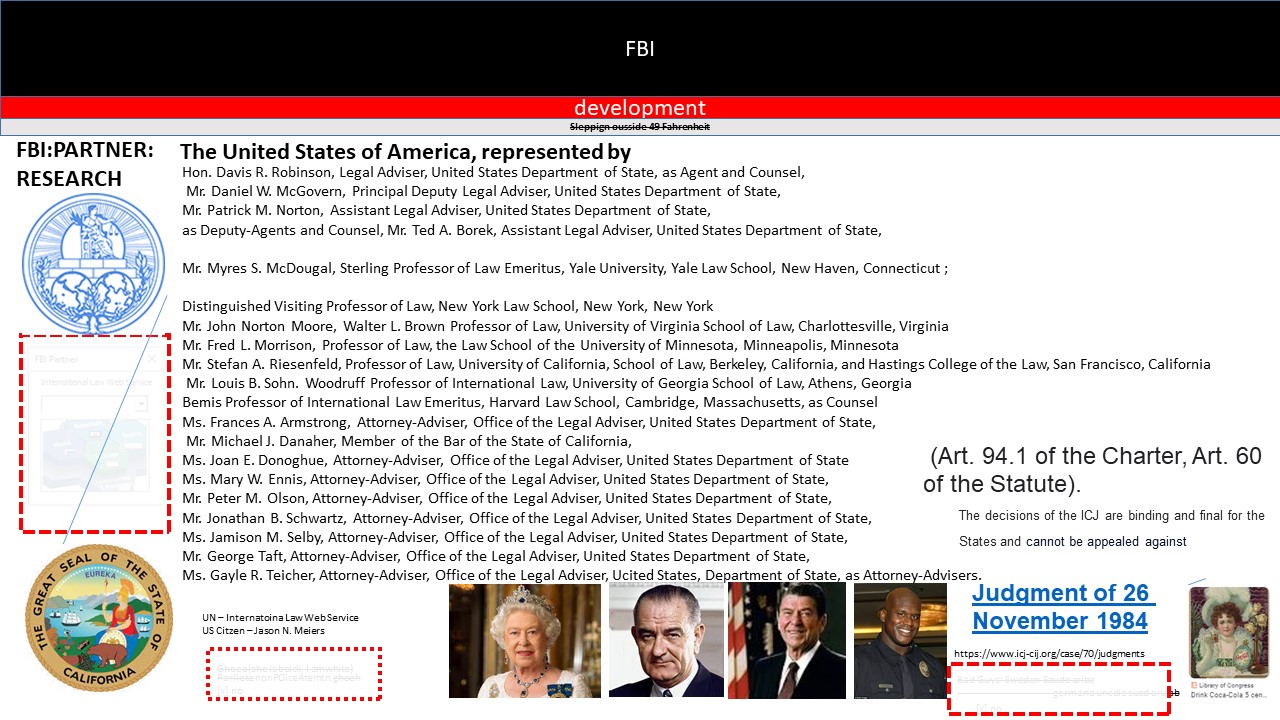 FBI
development
Sleppign ousside 49 Fahrenheit
FBI:PARTNER:
RESEARCH
The United States of America, represented by
Hon. Davis R. Robinson, Legal Adviser, United States Department of State, as Agent and Counsel,
Mr. Daniel W. McGovern, Principal Deputy Legal Adviser, United States Department of State,
Mr. Patrick M. Norton, Assistant Legal Adviser, United States Department of State,
as Deputy-Agents and Counsel, Mr. Ted A. Borek, Assistant Legal Adviser, United States Department of State,
Mr. Myres S. McDougal, Sterling Professor of Law Emeritus, Yale University, Yale Law School, New Haven, Connecticut ;
Distinguished Visiting Professor of Law, New York Law School, New York, New York
Mr. John Norton Moore, Walter L. Brown Professor of Law, University of Virginia School of Law, Charlottesville, Virginia
Mr. Fred L. Morrison, Professor of Law, the Law School of the University of Minnesota, Minneapolis, Minnesota
Mr. Stefan A. Riesenfeld, Professor of Law, University of California, School of Law, Berkeley, California, and Hastings College of the Law, San Francisco, California
Mr. Louis B. Sohn. Woodruff Professor of International Law, University of Georgia School of Law, Athens, Georgia
Bemis Professor of International Law Emeritus, Harvard Law School, Cambridge, Massachusetts, as Counsel
Ms. Frances A. Armstrong, Attorney-Adviser, Office of the Legal Adviser, United States Department of State,
Mr. Michael J. Danaher, Member of the Bar of the State of California,
Ms. Joan E. Donoghue, Attorney-Adviser, Office of the Legal Adviser, United States Department of State
Ms. Mary W. Ennis, Attorney-Adviser, Office of the Legal Adviser, United States Department of State,
Mr. Peter M. Olson, Attorney-Adviser, Office of the Legal Adviser, United States Department of State,
Mr. Jonathan B. Schwartz, Attorney-Adviser, Office of the Legal Adviser, United States Department of State,
Ms. Jamison M. Selby, Attorney-Adviser, Office of the Legal Adviser, United States Department of State,
Mr. George Taft, Attorney-Adviser, Office of the Legal Adviser, United States Department of State,
Ms. Gayle R. Teicher, Attorney-Adviser, Office of the Legal Adviser, Ucited States, Department of State, as Attorney-Advisers.
(Art. 94.1 of the Charter, Art. 60
of the Statute).
The decisions of the ICJ are binding and final for the
States and cannot be appealed against
FBI Partner
International Law Web Service
THE GREAT SEAL OF THE STATE OF CALIFORNIA
EUREKA
UN – Internatoina Law Web Service
US Citzen – Jason N. Meiers
Judgment of 26
November 1984
https://www.icj-cij.org/case/70/judgments
Library of Congress
Drink Coca-Cola 5 cen...